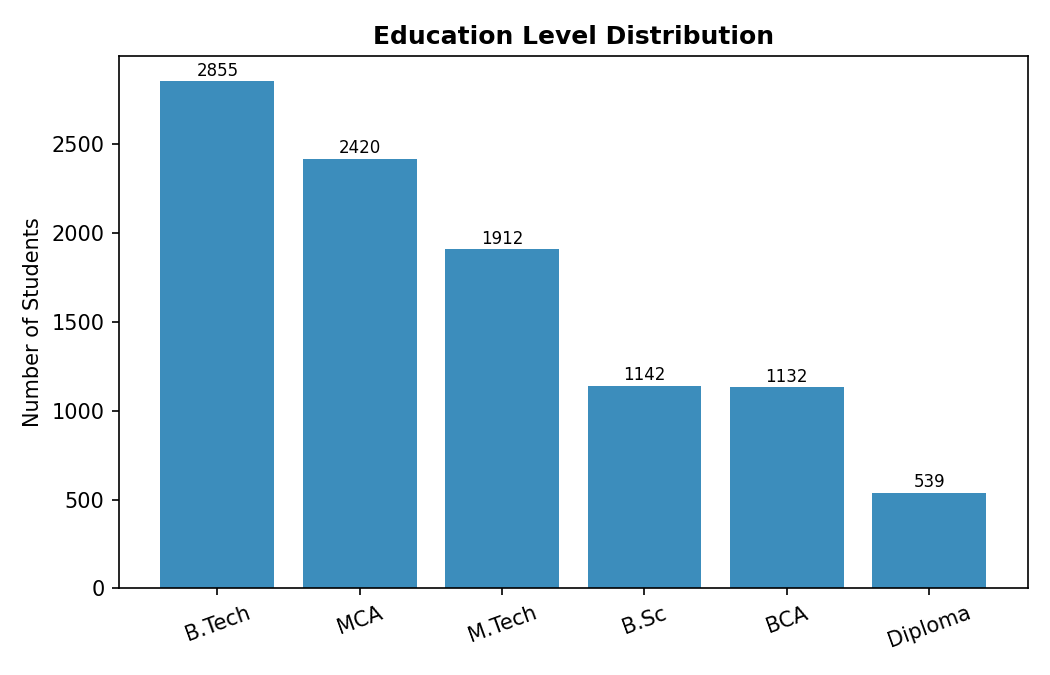 Education Level Distribution
Number of Students
2500
2000
1500
1000
500
0
2855
2420
1912
1142
1132
539
B.Tech
MCA
M.Tech
B.Sc
BCA
Diploma